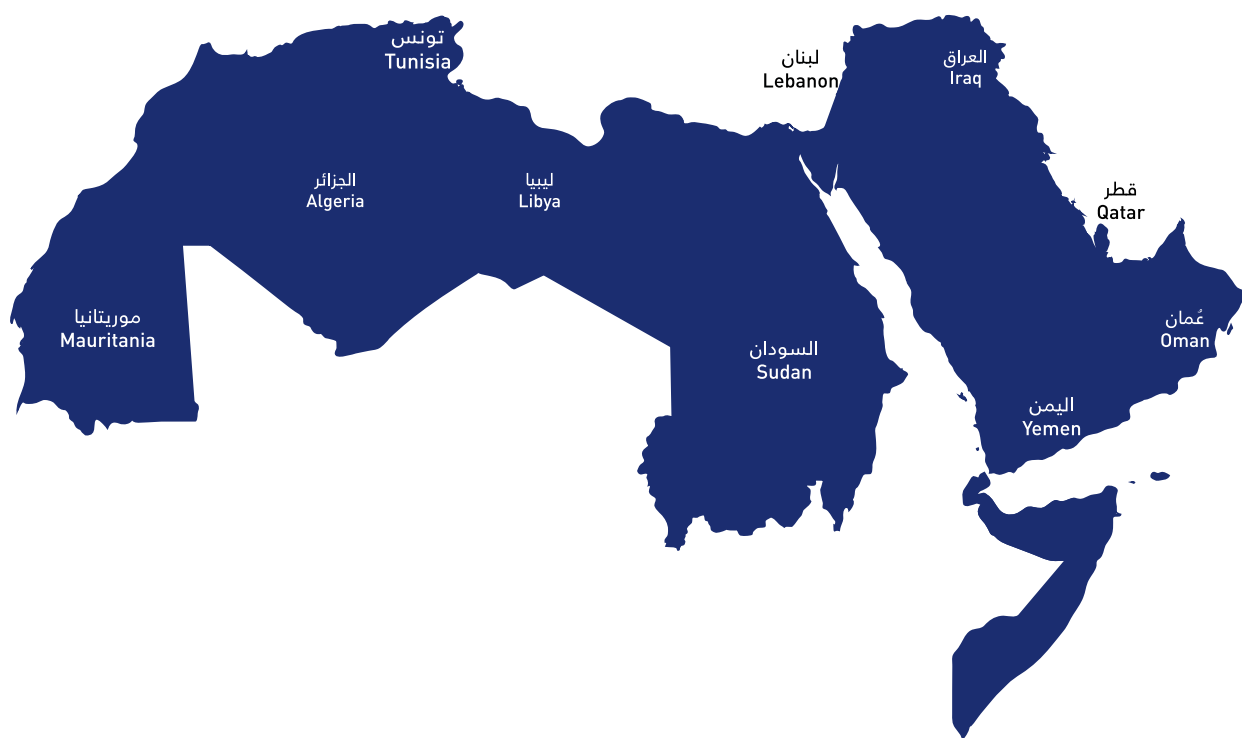 تونس
Tunisia
لبنان
Lebanon
العراق
Iraq
الجزائر
Algeria
ليبيا
Libya
قطر
Qatar
موريتانيا
Mauritania
السودان
Sudan
عُمان
Oman
اليمن
Yemen